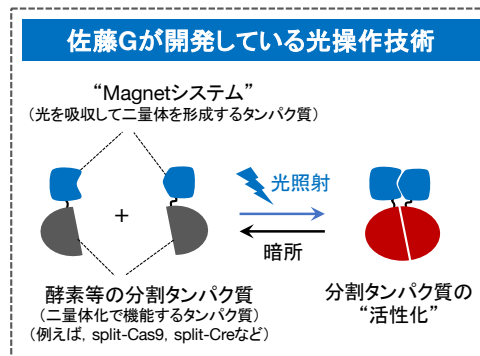 佐藤Gが開発している光操作技術
“Magnetシステム”
（光を吸収して二量体を形成するタンパク質）
光照射
+
暗所
酵素等の分割タンパク質
（二量体化で機能するタンパク質）
（例えば, split-Cas9, split-Creなど）
分割タンパク質の
“活性化”